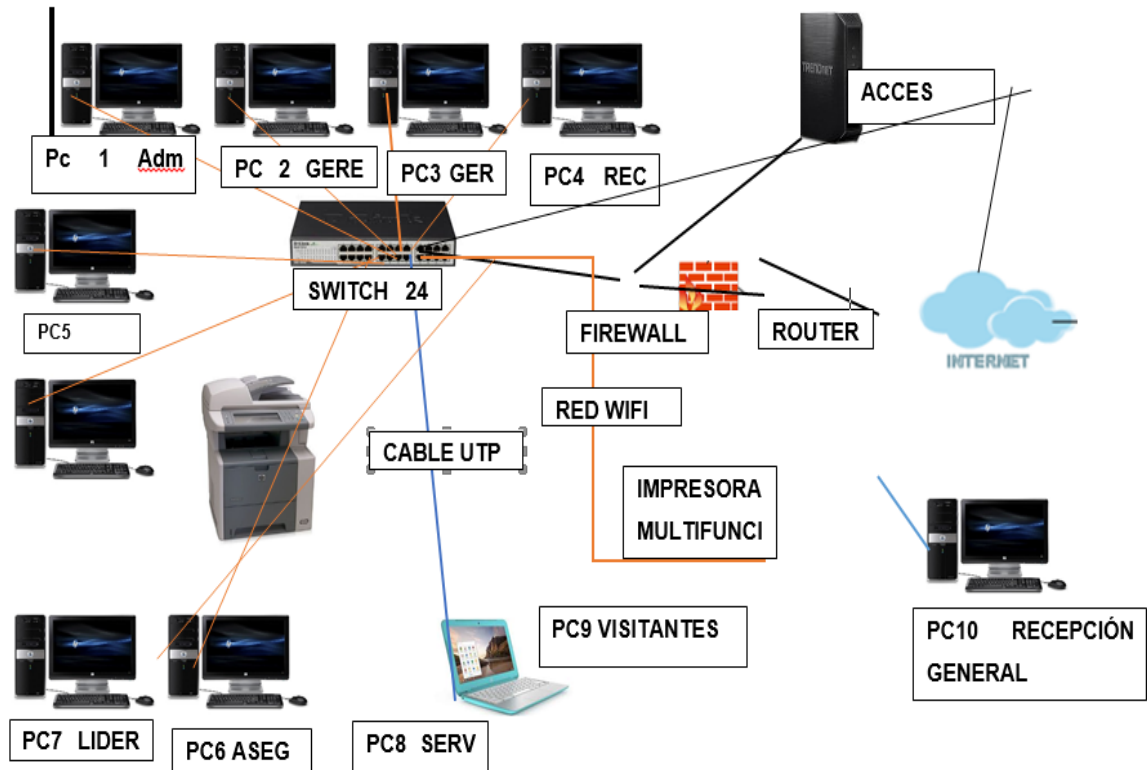 TRENDNET
ACCES
Pc 1 Adm
PC 2 GERE
PC3 GER
PC4 REC
SWITCH 24
PC5
FIREWALL
ROUTER
INTERNET
RED WIFI
CABLE UTP
IMPRESORA
MULTIFUNCI
PC9 VISITANTES
PC10 RECEPCIÓN
GENERAL
PC7 LIDER
PC6 ASEG
PC8 SERV